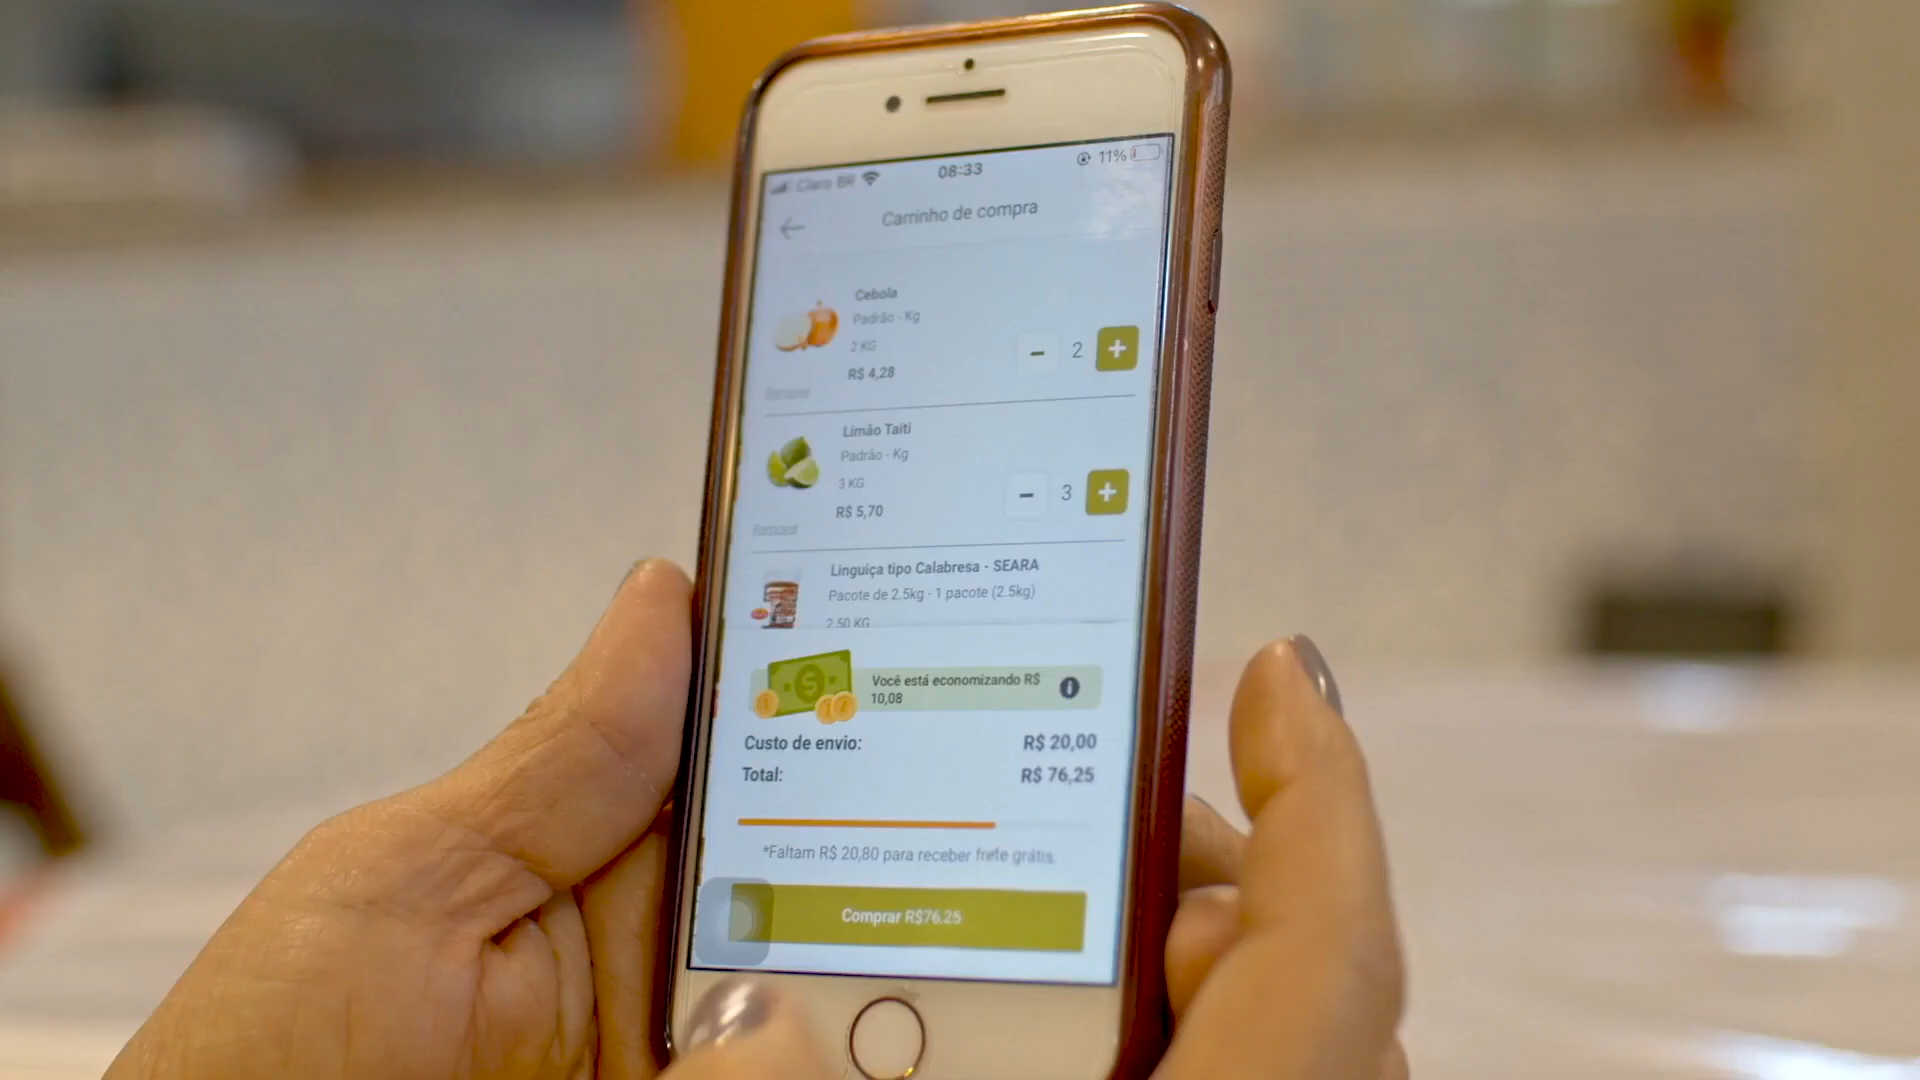 Claro BR 08:33 11%
Carrinho de compra
Cebola
Padrão - Kg
2 KG
R$ 4,28
2
Remover
Limão Taiti
Padrão - Kg
3 KG
R$ 5,70
3
Remover
Linguiça tipo Calabresa - SEARA
Pacote de 2.5kg - 1 pacote (2.5kg)
2.50 KG
Você está economizando R$
10,08
Custo de envio: R$ 20,00
Total: R$ 76,25
*Faltam R$ 20,80 para receber frete grátis
Comprar R$76,25